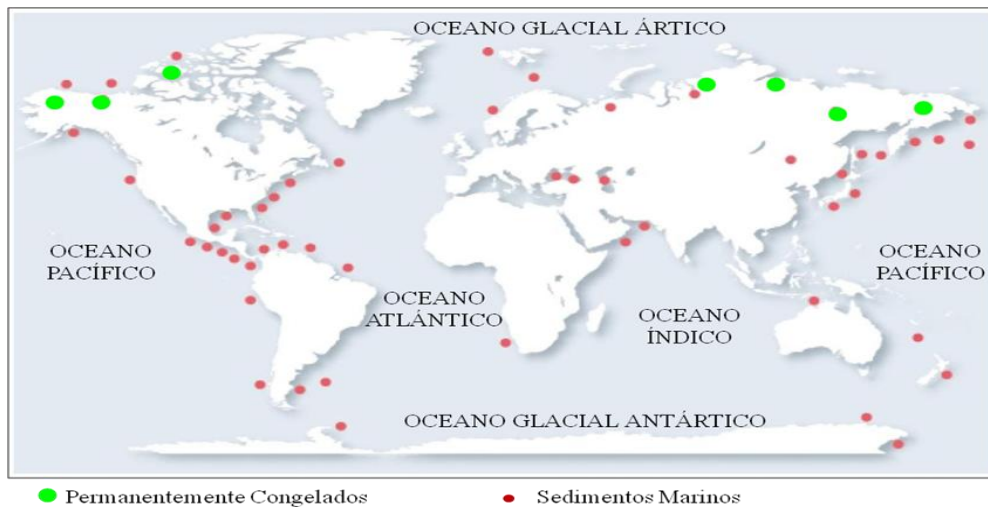 OCEANO GLACIAL ÁRTICO
OCEANO
PACÍFICO
OCEANO
ATLÁNTICO
OCEANO
ÍNDICO
OCEANO
PACÍFICO
OCEANO GLACIAL ANTÁRTICO
Permanentemente Congelados
Sedimentos Marinos